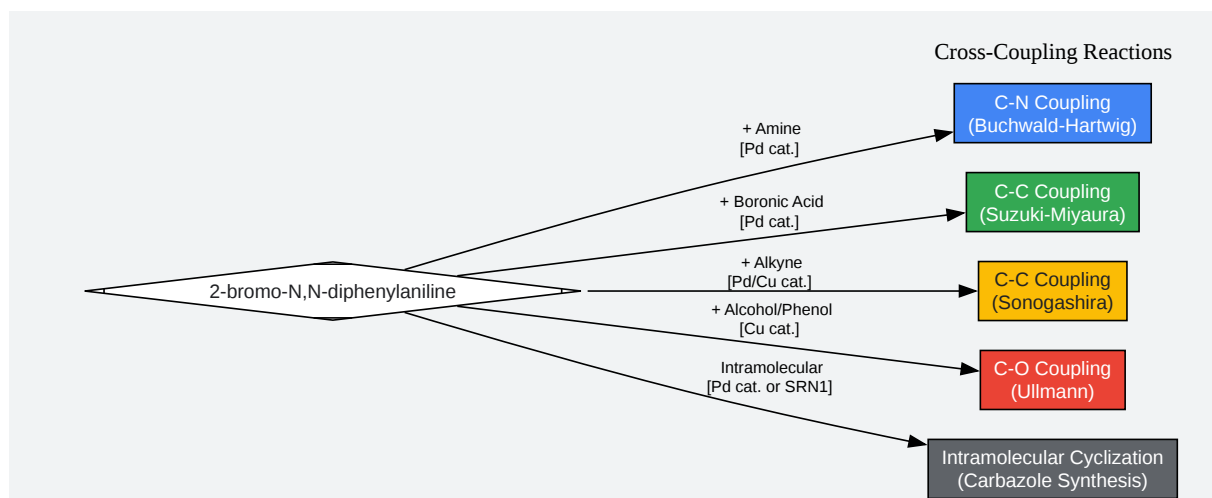 Cross-Coupling Reactions
+ Amine
[Pd cat.]
C-N Coupling
(Buchwald-Hartwig)
+ Boronic Acid
[Pd cat.]
C-C Coupling
(Suzuki-Miyaura)
2-bromo-N,N-diphenylaniline
+ Alkyne
[Pd/Cu cat.]
C-C Coupling
(Sonogashira)
+ Alcohol/Phenol
[Cu cat.]
C-O Coupling
(Ullmann)
Intramolecular
[Pd cat. or SRN1]
Intramolecular Cyclization
(Carbazole Synthesis)